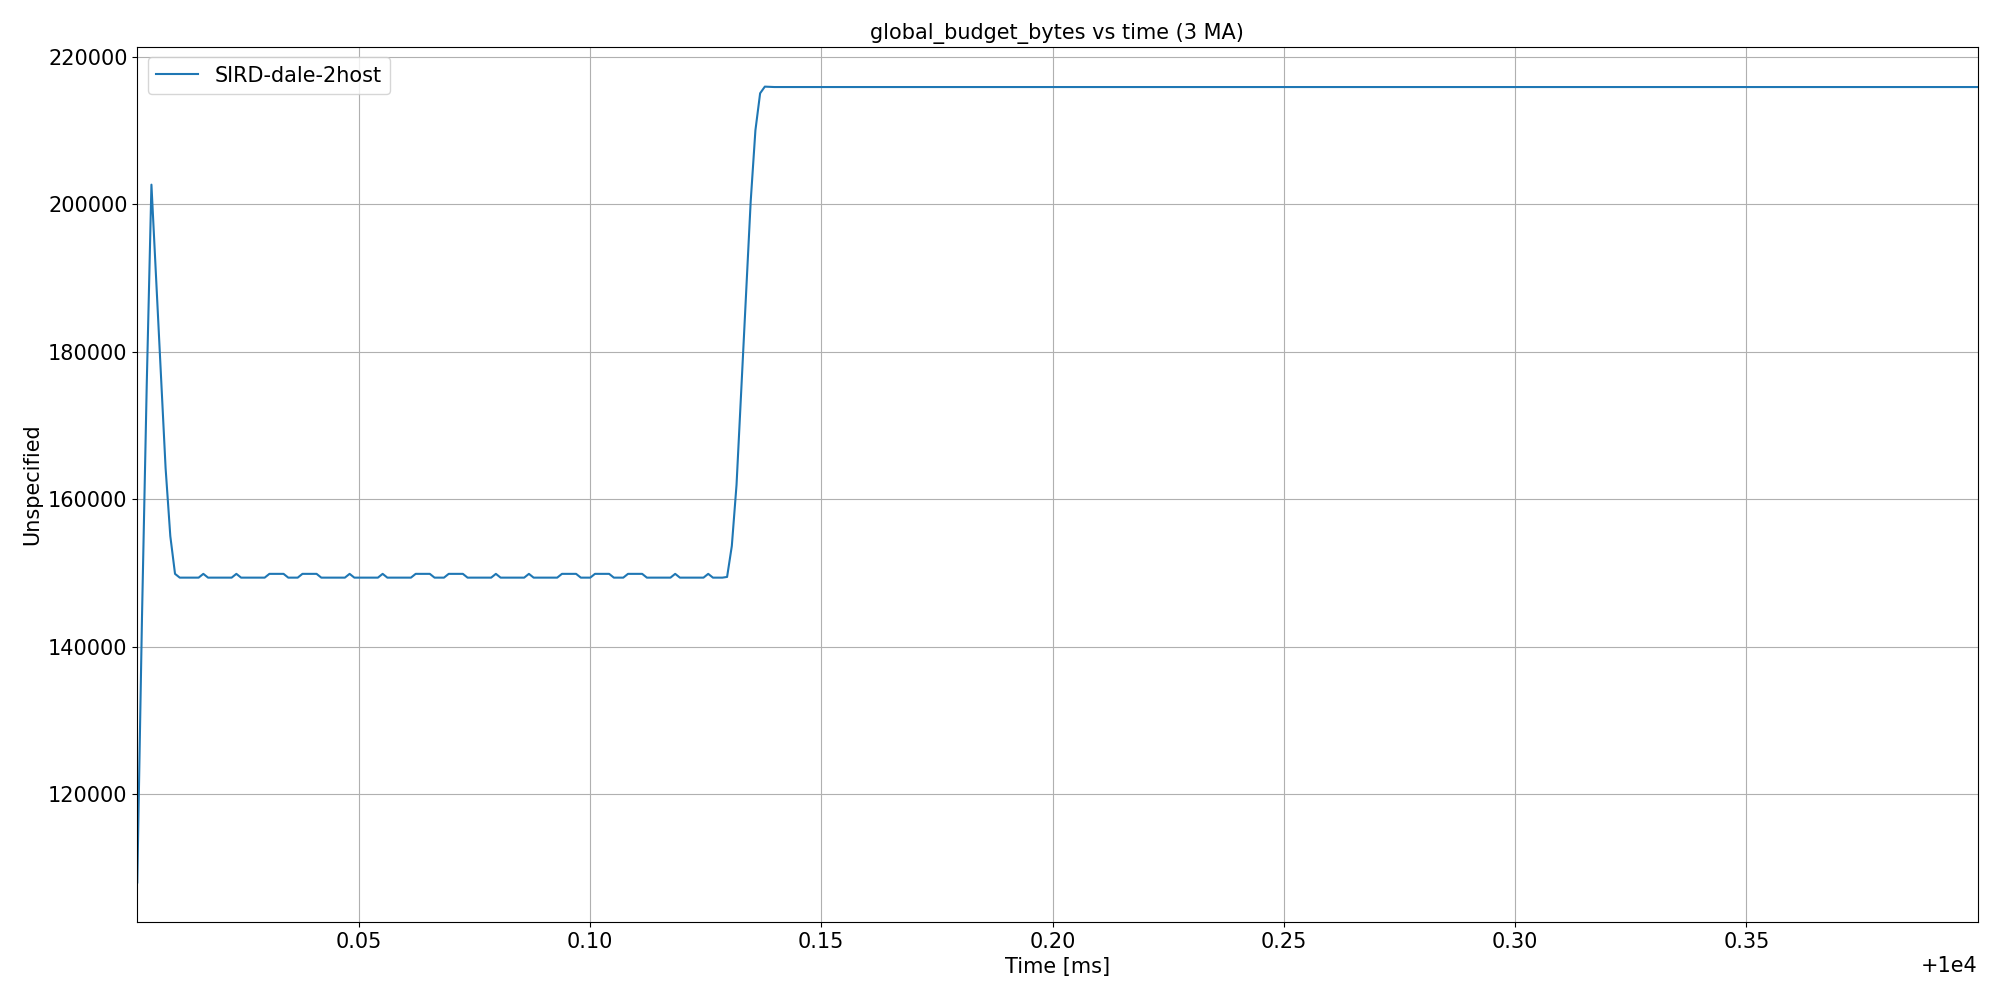 global_budget_bytes vs time (3 MA)
SIRD-dale-2host
Unspecified
220000
200000
180000
160000
140000
120000
0.05 0.10 0.15 0.20 0.25 0.30 0.35
Time [ms]
+1e4